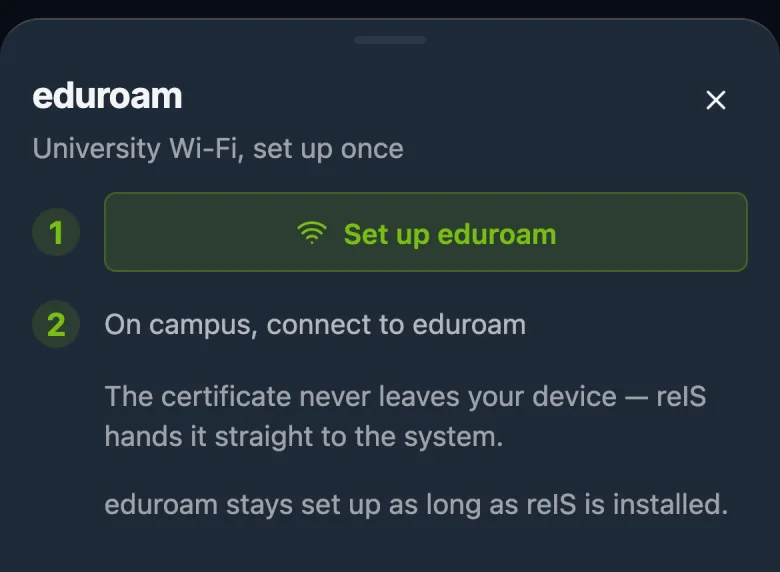 eduroam
University Wi-Fi, set up once
1
Set up eduroam
2
On campus, connect to eduroam
The certificate never leaves your device — reIS
hands it straight to the system.
eduroam stays set up as long as reIS is installed.